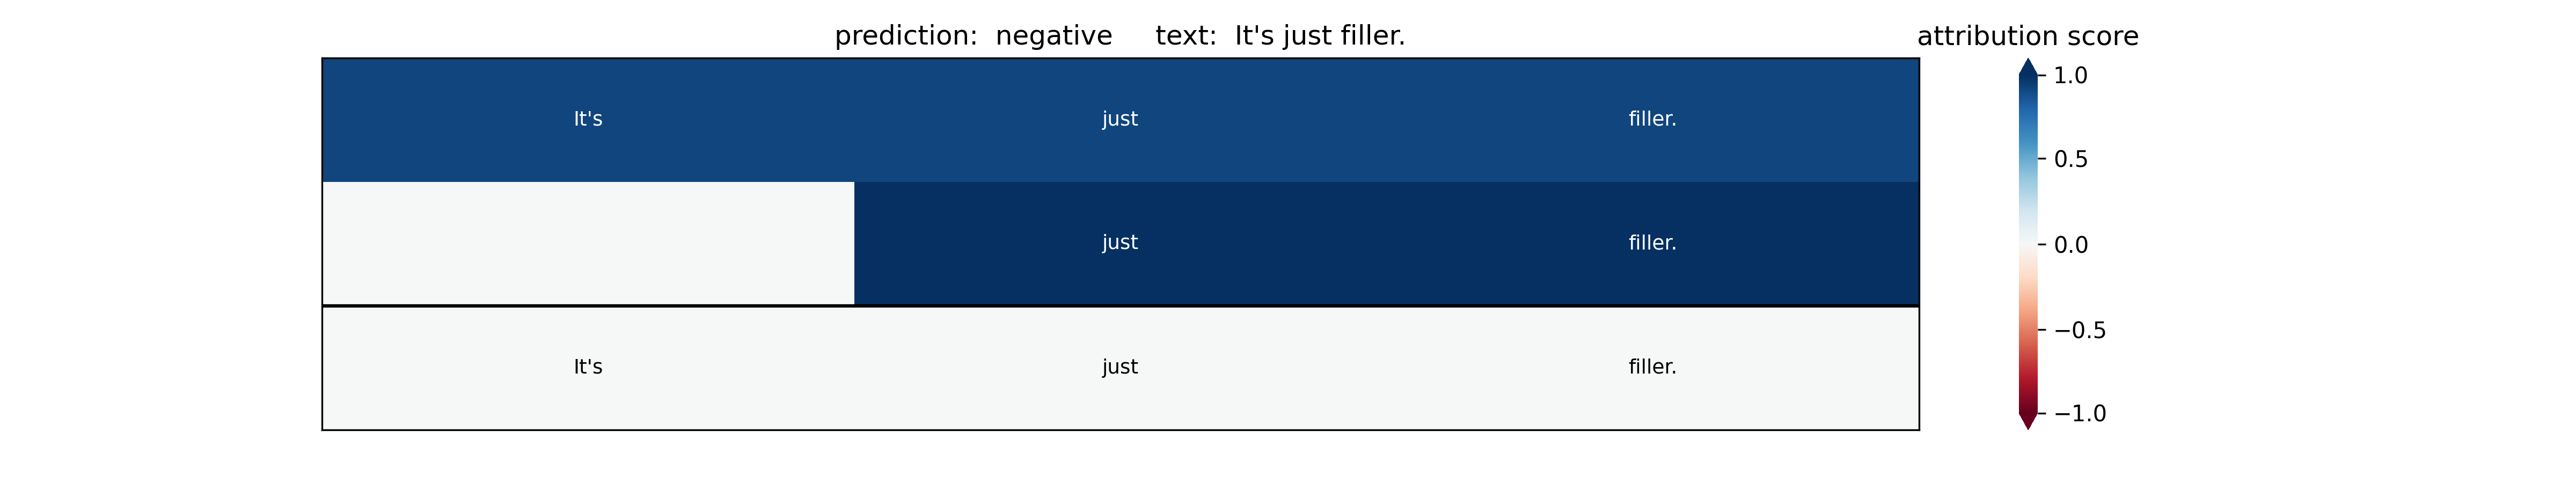 prediction:  negative     text:  It's just filler.
attribution score
It's just filler.
just filler.
It's just filler.
1.0
0.5
0.0
−0.5
−1.0